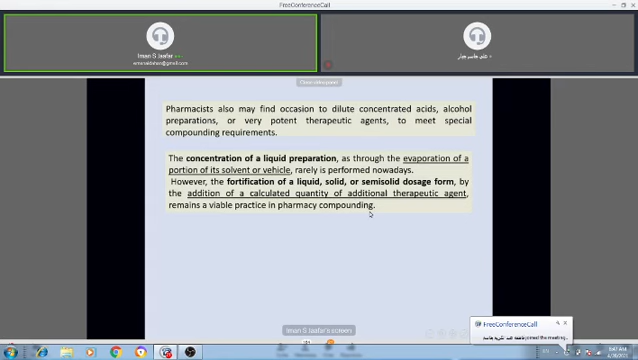 FreeConferenceCall
Iman S Jaafar
Pharmacists also may find occasion to dilute concentrated acids, alcohol
preparations, or very potent therapeutic agents, to meet special
compounding requirements.
The concentration of a liquid preparation, as through the evaporation of a
portion of its solvent or vehicle, rarely is performed nowadays.
However, the fortification of a liquid, solid, or semisolid dosage form, by
the addition of a calculated quantity of additional therapeutic agent,
remains a viable practice in pharmacy compounding.
Iman S Jaafar's screen
FreeConferenceCall
joined the meeting